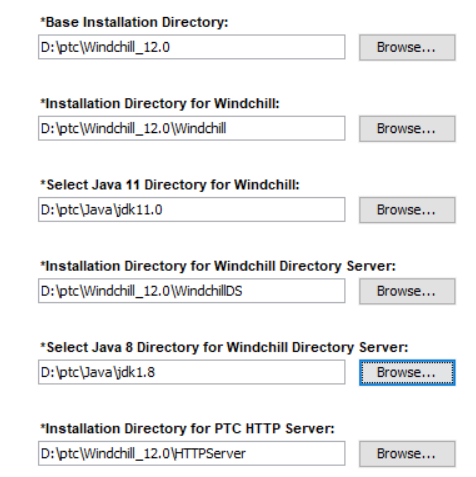 *Base Installation Directory:
D:\ptc\Windchill_12.0
Browse...
*Installation Directory for Windchill:
D:\ptc\Windchill_12.0\Windchill
Browse...
*Select Java 11 Directory for Windchill:
D:\ptc\Java\jdk11.0
Browse...
*Installation Directory for Windchill Directory Server:
D:\ptc\Windchill_12.0\WindchillDS
Browse...
*Select Java 8 Directory for Windchill Directory Server:
D:\ptc\Java\jdk1.8
Browse...
*Installation Directory for PTC HTTP Server:
D:\ptc\Windchill_12.0\HTTPServer
Browse...